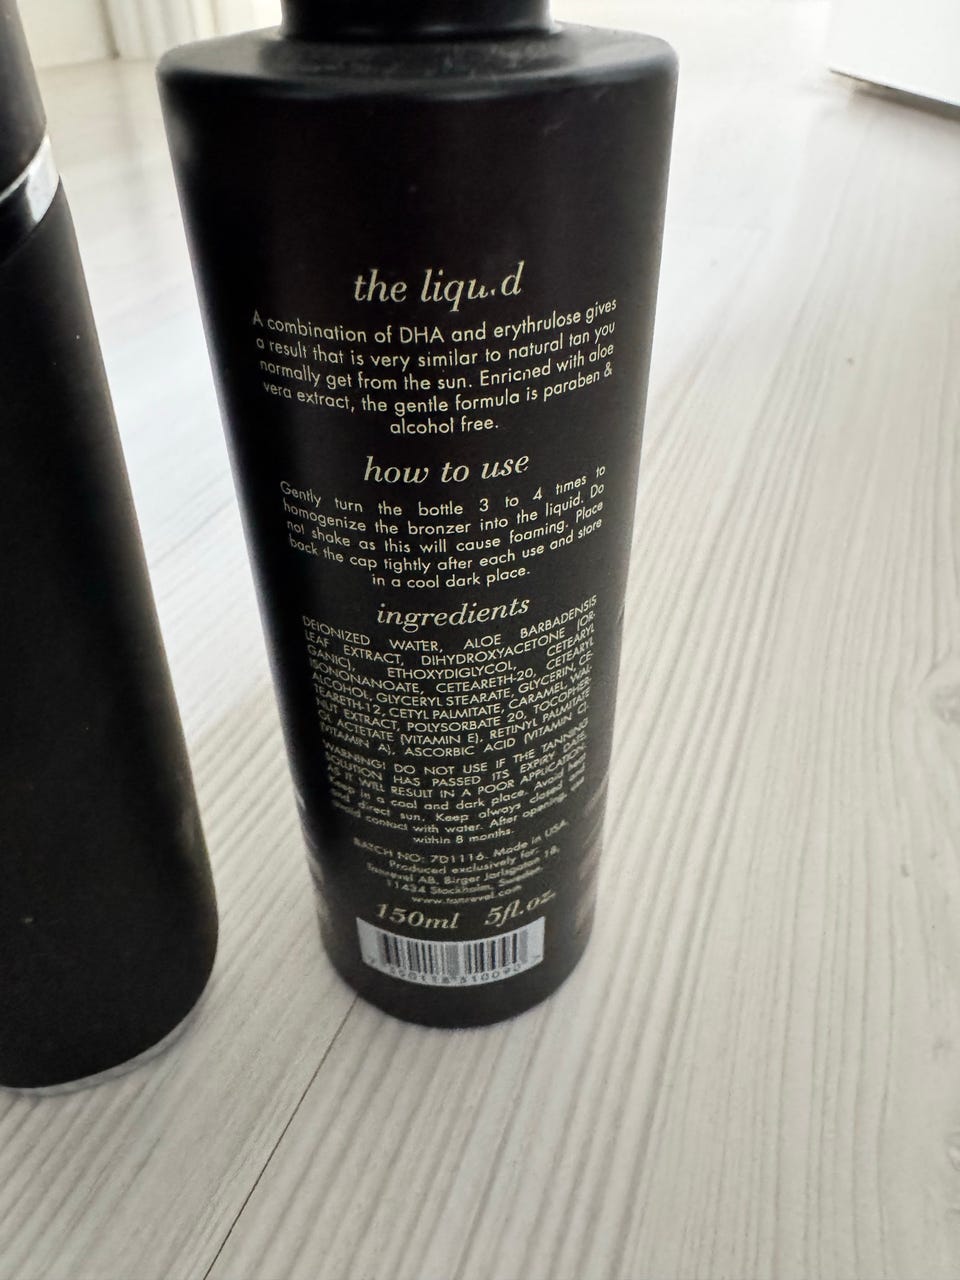 the liqu.d
A combination of DHA and erythrulose gives
a result that is very similar to natural tan you
normally get from the sun. Enriched with aloe
vera extract, the gentle formula is paraben &
alcohol free.
how to use
Gently turn the bottle 3 to 4 times to
homogenize the bronzer into the liquid. Do
not shake as this will cause foaming. Place
back the cap tightly after each use and store
in a cool dark place.
ingredients
DEIONIZED WATER, ALOE BARBADENSIS
LEAF EXTRACT, DIHYDROXYACETONE (OR-
GANIC), ETHOXYDIGLYCOL, CETEARYL
ISONONANOATE, CETEARETH-20, CETEARYL
ALCOHOL, GLYCERYL STEARATE, GLYCERIN, CE-
TEARETH-12, CETYL PALMITATE, CARAMEL, WAL-
NUT EXTRACT, POLYSORBATE 20, TOCOPHER-
OL ACTETATE (VITAMIN E), RETINYL PALMITATE
(VITAMIN A), ASCORBIC ACID (VITAMIN C).
WARNING! DO NOT USE IF THE TANNING
SOLUTION HAS PASSED ITS EXPIRY DATE,
AS IT WILL RESULT IN A POOR APPLICATION.
Keep in a cool and dark place. Avoid heat
and direct sun. Keep always closed and
avoid contact with water. After opening, use
within 8 months.
BATCH NO: 7D1116. Made in USA.
Produced exclusively for:
Tanrevel AB, Birger Jarlsgatan 18,
11434 Stockholm, Sweden.
www.tanrevel.com
150ml 5fl.oz.